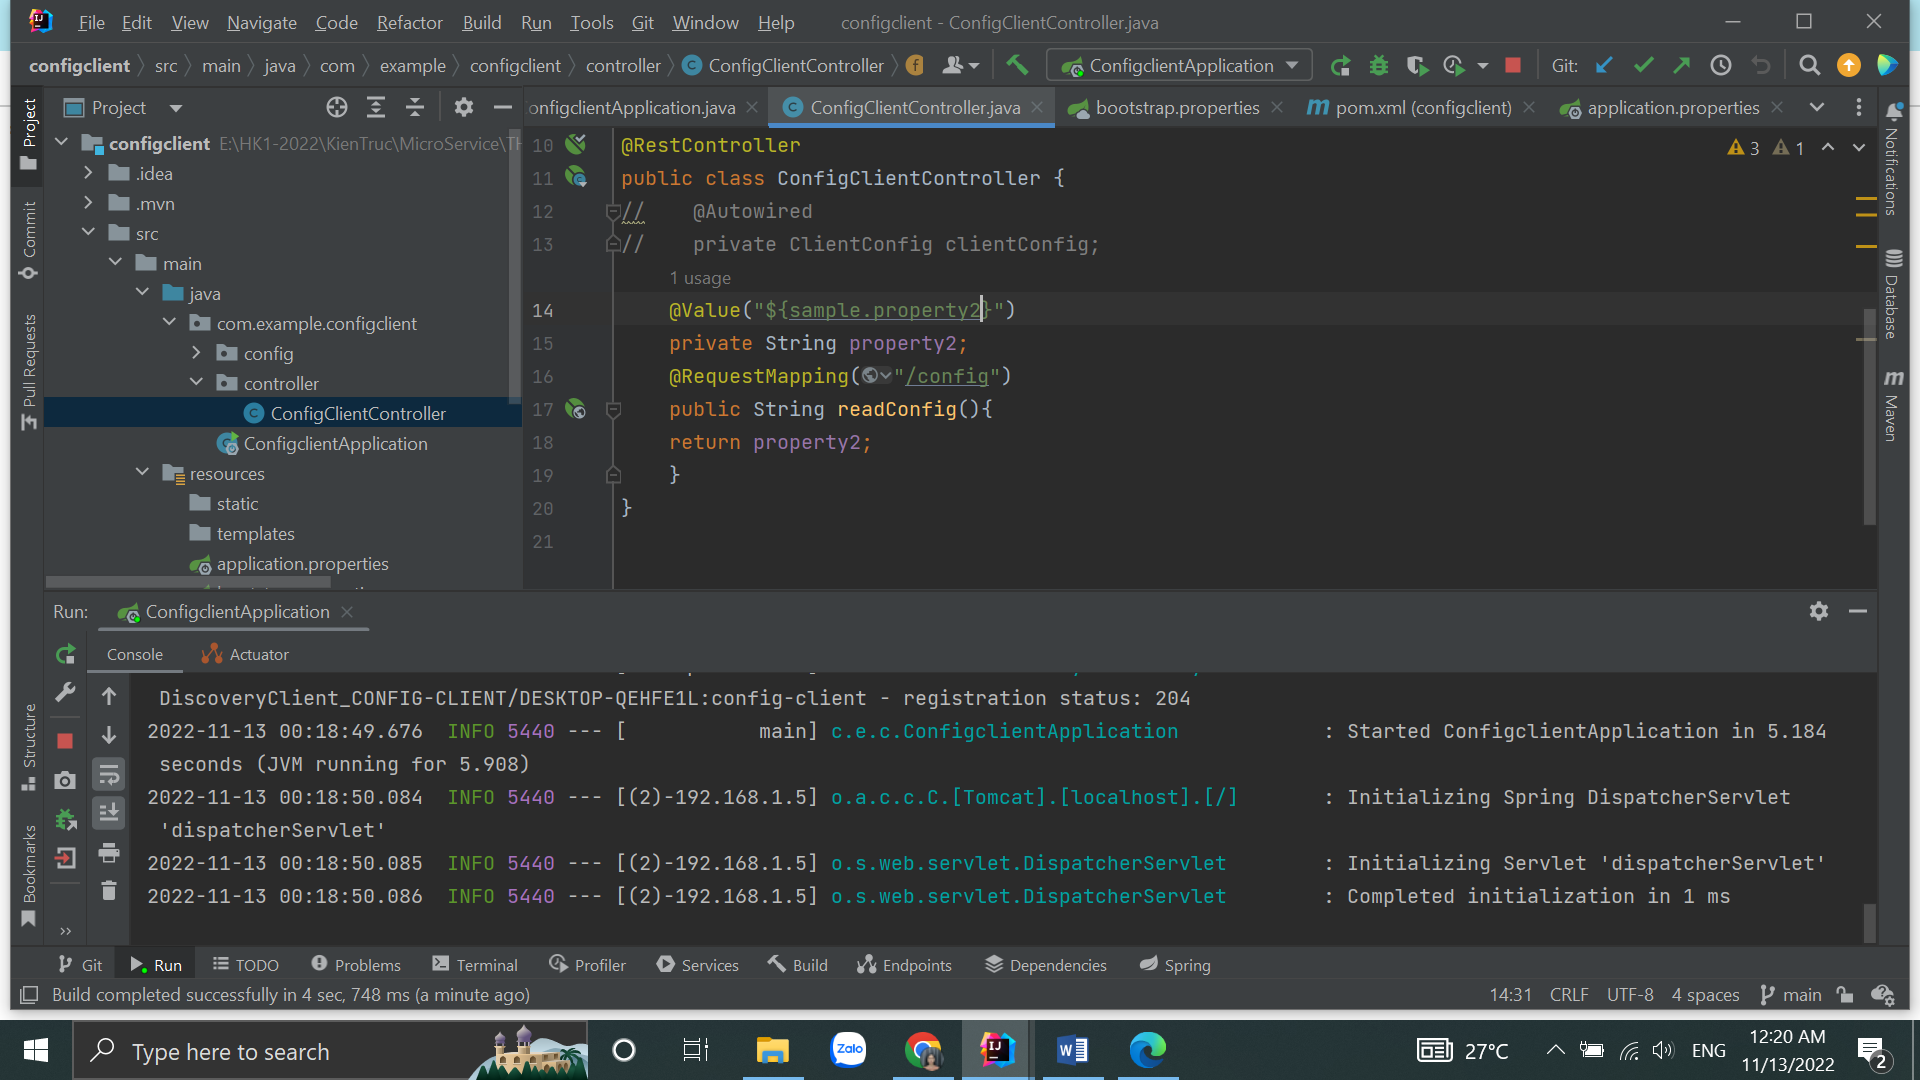 File Edit View Navigate Code Refactor Build Run Tools Git Window Help configclient - ConfigClientController.java
configclient src main java com example configclient controller ConfigClientController ConfigclientApplication Git:
Project
onfigclientApplication.java ConfigClientController.java bootstrap.properties pom.xml (configclient) application.properties
configclient E:\HK1-2022\KienTruc\MicroService\T
.idea
.mvn
src
main
java
com.example.configclient
config
controller
ConfigClientController
ConfigclientApplication
resources
static
templates
application.properties
10 @RestController
11 public class ConfigClientController {
12 // @Autowired
13 // private ClientConfig clientConfig;
1 usage
14 @Value("${sample.property2}")
15 private String property2;
16 @RequestMapping("/config")
17 public String readConfig(){
18 return property2;
19 }
20 }
21
3 1
Project
Commit
Pull Requests
Structure
Bookmarks
Notifications
Database
Maven
Run: ConfigclientApplication
Console Actuator
DiscoveryClient_CONFIG-CLIENT/DESKTOP-QEHFE1L:config-client - registration status: 204
2022-11-13 00:18:49.676 INFO 5440 --- [ main] c.e.c.ConfigclientApplication : Started ConfigclientApplication in 5.184
seconds (JVM running for 5.908)
2022-11-13 00:18:50.084 INFO 5440 --- [(2)-192.168.1.5] o.a.c.c.C.[Tomcat].[localhost].[/] : Initializing Spring DispatcherServlet
'dispatcherServlet'
2022-11-13 00:18:50.085 INFO 5440 --- [(2)-192.168.1.5] o.s.web.servlet.DispatcherServlet : Initializing Servlet 'dispatcherServlet'
2022-11-13 00:18:50.086 INFO 5440 --- [(2)-192.168.1.5] o.s.web.servlet.DispatcherServlet : Completed initialization in 1 ms
Git Run TODO Problems Terminal Profiler Services Build Endpoints Dependencies Spring
Build completed successfully in 4 sec, 748 ms (a minute ago) 14:31 CRLF UTF-8 4 spaces main
Type here to search
Zalo
27°C ENG
12:20 AM
11/13/2022
2